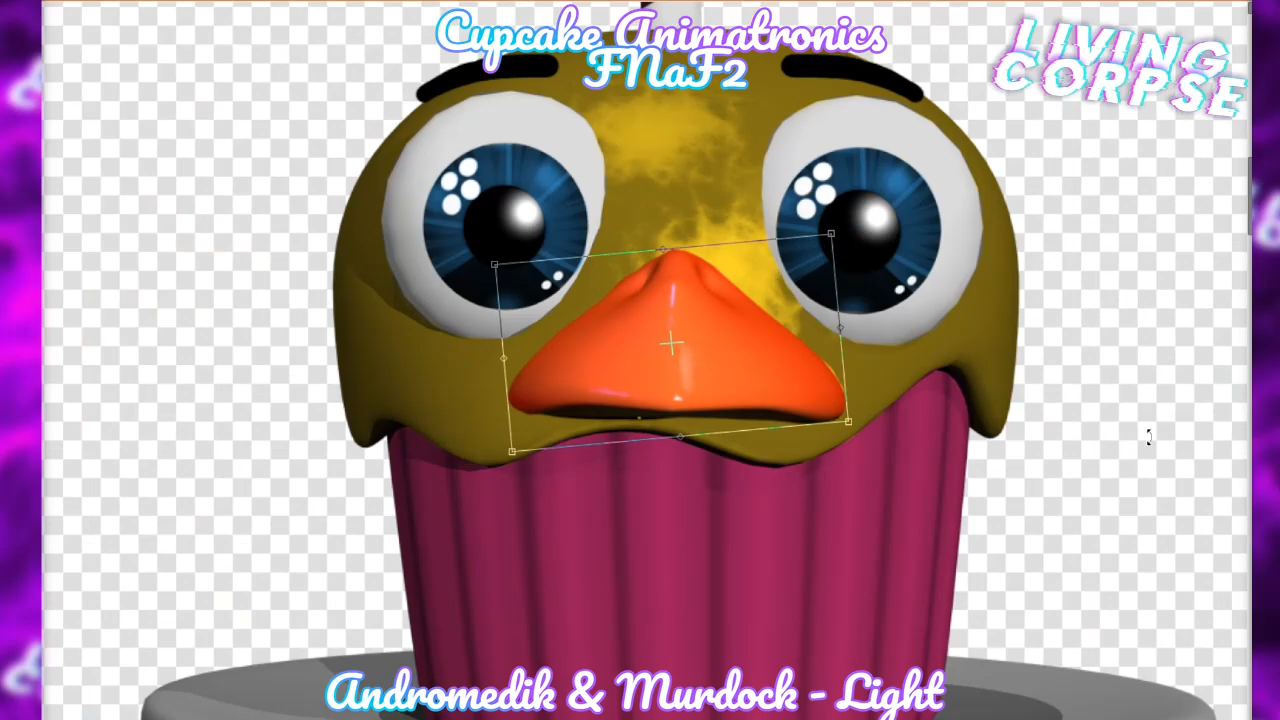 Cupcake Animatronics
FNaF2
LIVING
CORPSE
Andromedik & Murdock - Light